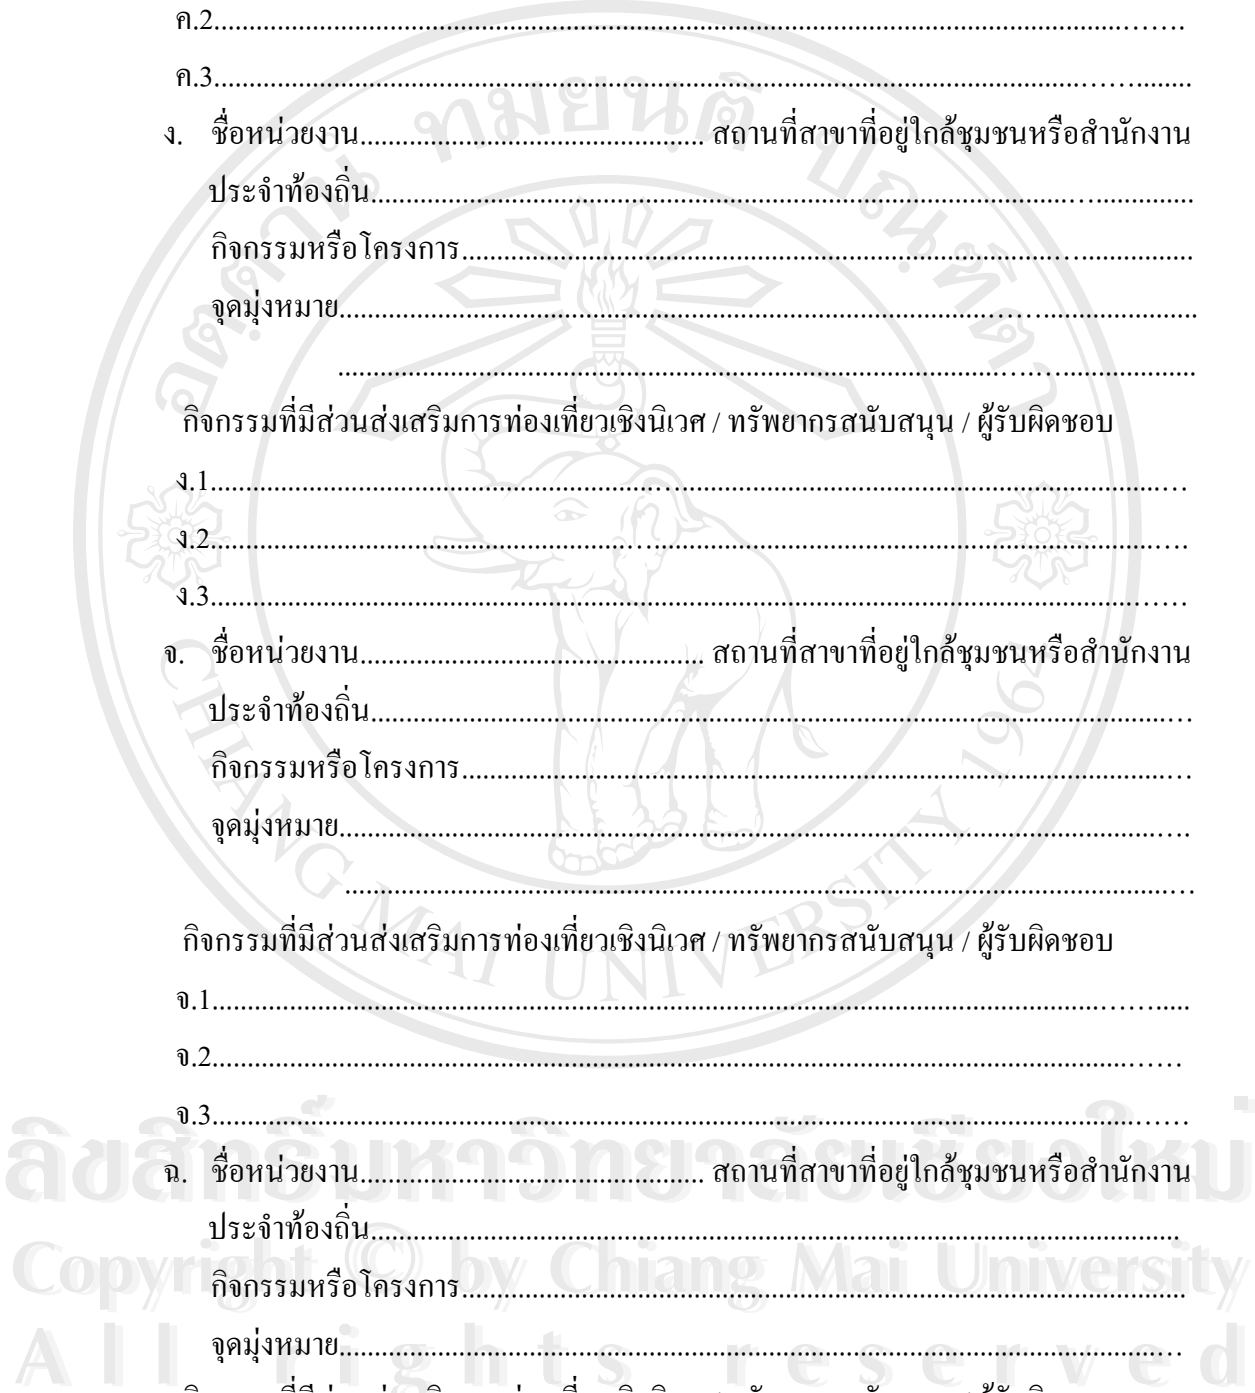 ค.2..........................................................................................................................................
ค.3..........................................................................................................................................
ง. ชื่อหน่วยงาน................................................ สถานที่สาขาที่อยู่ใกล้ชุมชนหรือสำนักงาน
ประจำท้องถิ่น....................................................................................................................
กิจกรรมหรือโครงการ.......................................................................................................
จุดมุ่งหมาย.........................................................................................................................
.........................................................................................................................
กิจกรรมที่มีส่วนส่งเสริมการท่องเที่ยวเชิงนิเวศ / ทรัพยากรสนับสนุน / ผู้รับผิดชอบ
ง.1..........................................................................................................................................
ง.2..........................................................................................................................................
ง.3..........................................................................................................................................
จ. ชื่อหน่วยงาน................................................ สถานที่สาขาที่อยู่ใกล้ชุมชนหรือสำนักงาน
ประจำท้องถิ่น....................................................................................................................
กิจกรรมหรือโครงการ.......................................................................................................
จุดมุ่งหมาย.........................................................................................................................
.........................................................................................................................
กิจกรรมที่มีส่วนส่งเสริมการท่องเที่ยวเชิงนิเวศ / ทรัพยากรสนับสนุน / ผู้รับผิดชอบ
จ.1..........................................................................................................................................
จ.2..........................................................................................................................................
จ.3..........................................................................................................................................
ฉ. ชื่อหน่วยงาน................................................ สถานที่สาขาที่อยู่ใกล้ชุมชนหรือสำนักงาน
ประจำท้องถิ่น....................................................................................................................
กิจกรรมหรือโครงการ.......................................................................................................
จุดมุ่งหมาย.........................................................................................................................
CHIANG MAI UNIVERSITY 1964
ลิขสิทธิ์มหาวิทยาลัยเชียงใหม่
Copyright © by Chiang Mai University
All rights reserved